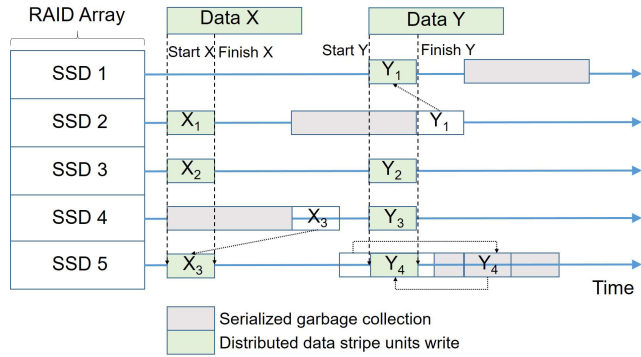 RAID Array
Data X
Data Y
Start X
Finish X
Start Y
Finish Y
SSD 1
Y1
SSD 2
X1
Y1
SSD 3
X2
Y2
SSD 4
X3
Y3
SSD 5
X3
Y4
Y4
Time
Serialized garbage collection
Distributed data stripe units write